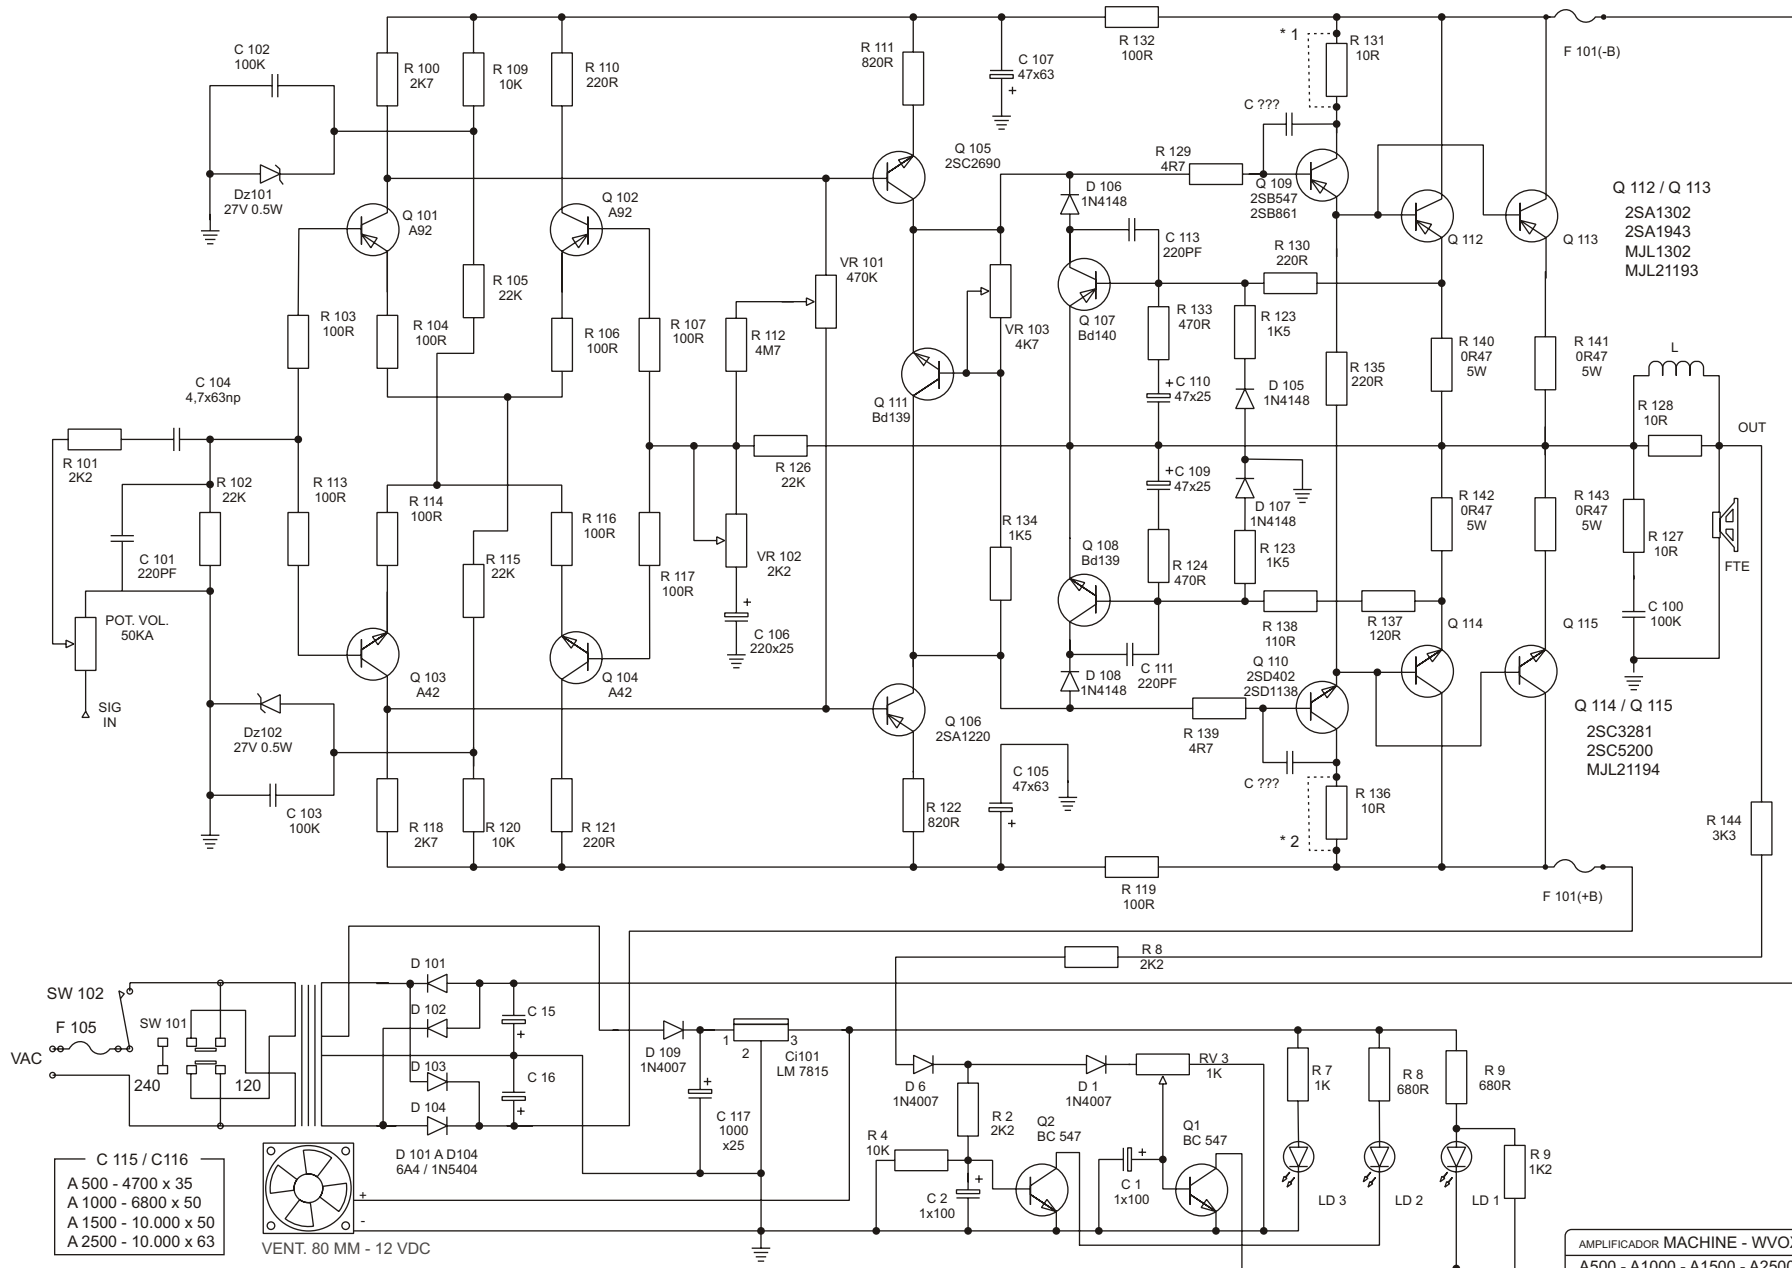 C 102
100K
R 100
2K7
R 109
10K
R 110
220R
R 111
820R
C 107
47x63
+
R 132
100R
* 1
R 131
10R
F 101(-B)
C ???
Dz101
27V 0.5W
Q 101
A92
Q 102
A92
Q 105
2SC2690
R 129
4R7
D 106
1N4148
Q 109
2SB547
2SB861
Q 112
Q 113
Q 112 / Q 113
2SA1302
2SA1943
MJL1302
MJL21193
R 105
22K
VR 101
470K
C 113
220PF
R 130
220R
R 103
100R
R 104
100R
R 106
100R
R 107
100R
R 112
4M7
VR 103
4K7
Q 107
Bd140
R 133
470R
R 123
1K5
R 135
220R
R 140
0R47
5W
R 141
0R47
5W
L
C 104
4,7x63np
Q 111
Bd139
+
C 110
47x25
D 105
1N4148
R 128
10R
OUT
R 101
2K2
R 102
22K
R 113
100R
R 114
100R
R 116
100R
R 126
22K
+
C 109
47x25
D 107
1N4148
R 142
0R47
5W
R 143
0R47
5W
C 101
220PF
R 115
22K
R 117
100R
VR 102
2K2
R 134
1K5
Q 108
Bd139
R 124
470R
R 123
1K5
R 127
10R
FTE
POT. VOL.
50KA
+
C 106
220x25
R 138
110R
R 137
120R
Q 114
Q 115
C 100
100K
SIG
IN
Q 103
A42
Q 104
A42
C 111
220PF
D 108
1N4148
Q 110
2SD402
2SD1138
Q 114 / Q 115
2SC3281
2SC5200
MJL21194
Dz102
27V 0.5W
Q 106
2SA1220
R 139
4R7
C 103
100K
C 105
47x63
+
C ???
R 136
10R
* 2
R 118
2K7
R 120
10K
R 121
220R
R 122
820R
R 144
3K3
R 119
100R
F 101(+B)
R 8
2K2
SW 102
F 105
SW 101
VAC
240
120
D 101
D 102
D 103
D 104
C 15
+
C 16
+
D 101 A D104
6A4 / 1N5404
D 109
1N4007
1
2
3
Ci101
LM 7815
+
C 117
1000
x25
D 6
1N4007
D 1
1N4007
RV 3
1K
R 7
1K
R 8
680R
R 9
680R
R 2
2K2
R 4
10K
Q2
BC 547
Q1
BC 547
+
C 2
1x100
+
C 1
1x100
LD 3
LD 2
LD 1
R 9
1K2
C 115 / C116
A 500 - 4700 x 35
A 1000 - 6800 x 50
A 1500 - 10.000 x 50
A 2500 - 10.000 x 63
+
-
VENT. 80 MM - 12 VDC
AMPLIFICADOR MACHINE - WVOX
A500 - A1000 - A1500 - A2500